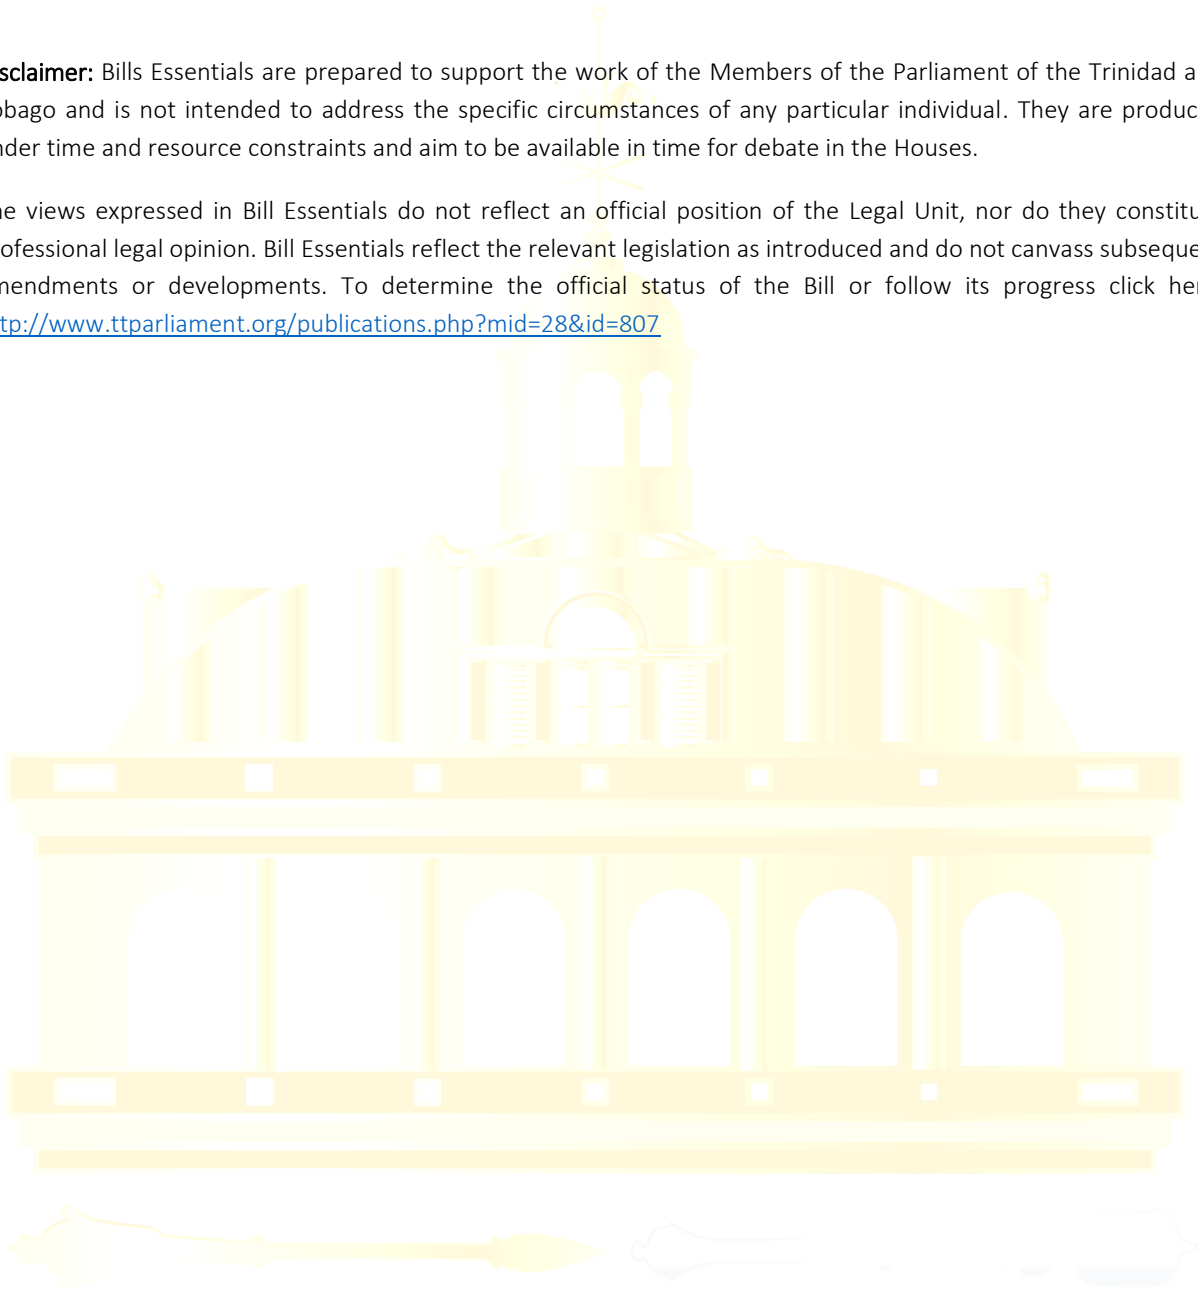 sclaimer: Bills Essentials are prepared to support the work of the Members of the Parliament of the Trinidad a
bago and is not intended to address the specific circumstances of any particular individual. They are produc
nder time and resource constraints and aim to be available in time for debate in the Houses.
he views expressed in Bill Essentials do not reflect an official position of the Legal Unit, nor do they constitu
ofessional legal opinion. Bill Essentials reflect the relevant legislation as introduced and do not canvass subseque
mendments or developments. To determine the official status of the Bill or follow its progress click her
tp://www.ttparliament.org/publications.php?mid=28&id=807